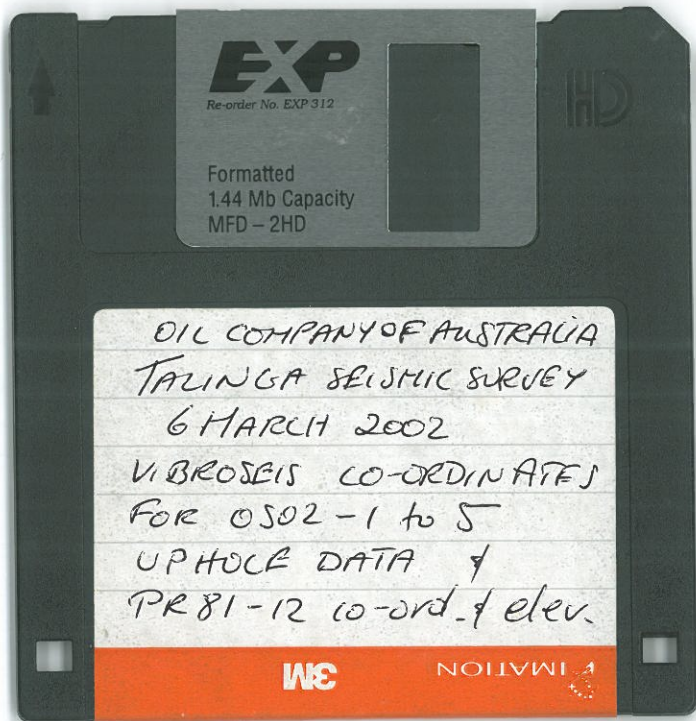 EXP
Re-order No. EXP 312
HD
Formatted
1.44 Mb Capacity
MFD – 2HD
OIL COMPANY OF AUSTRALIA
TALINGA SEISMIC SURVEY
6 MARCH 2002
VIBROSEIS CO-ORDINATES
FOR OS02-1 to 5
UPHOLE DATA &
PR81-12 co-ord. & elev.
3M
IMATION